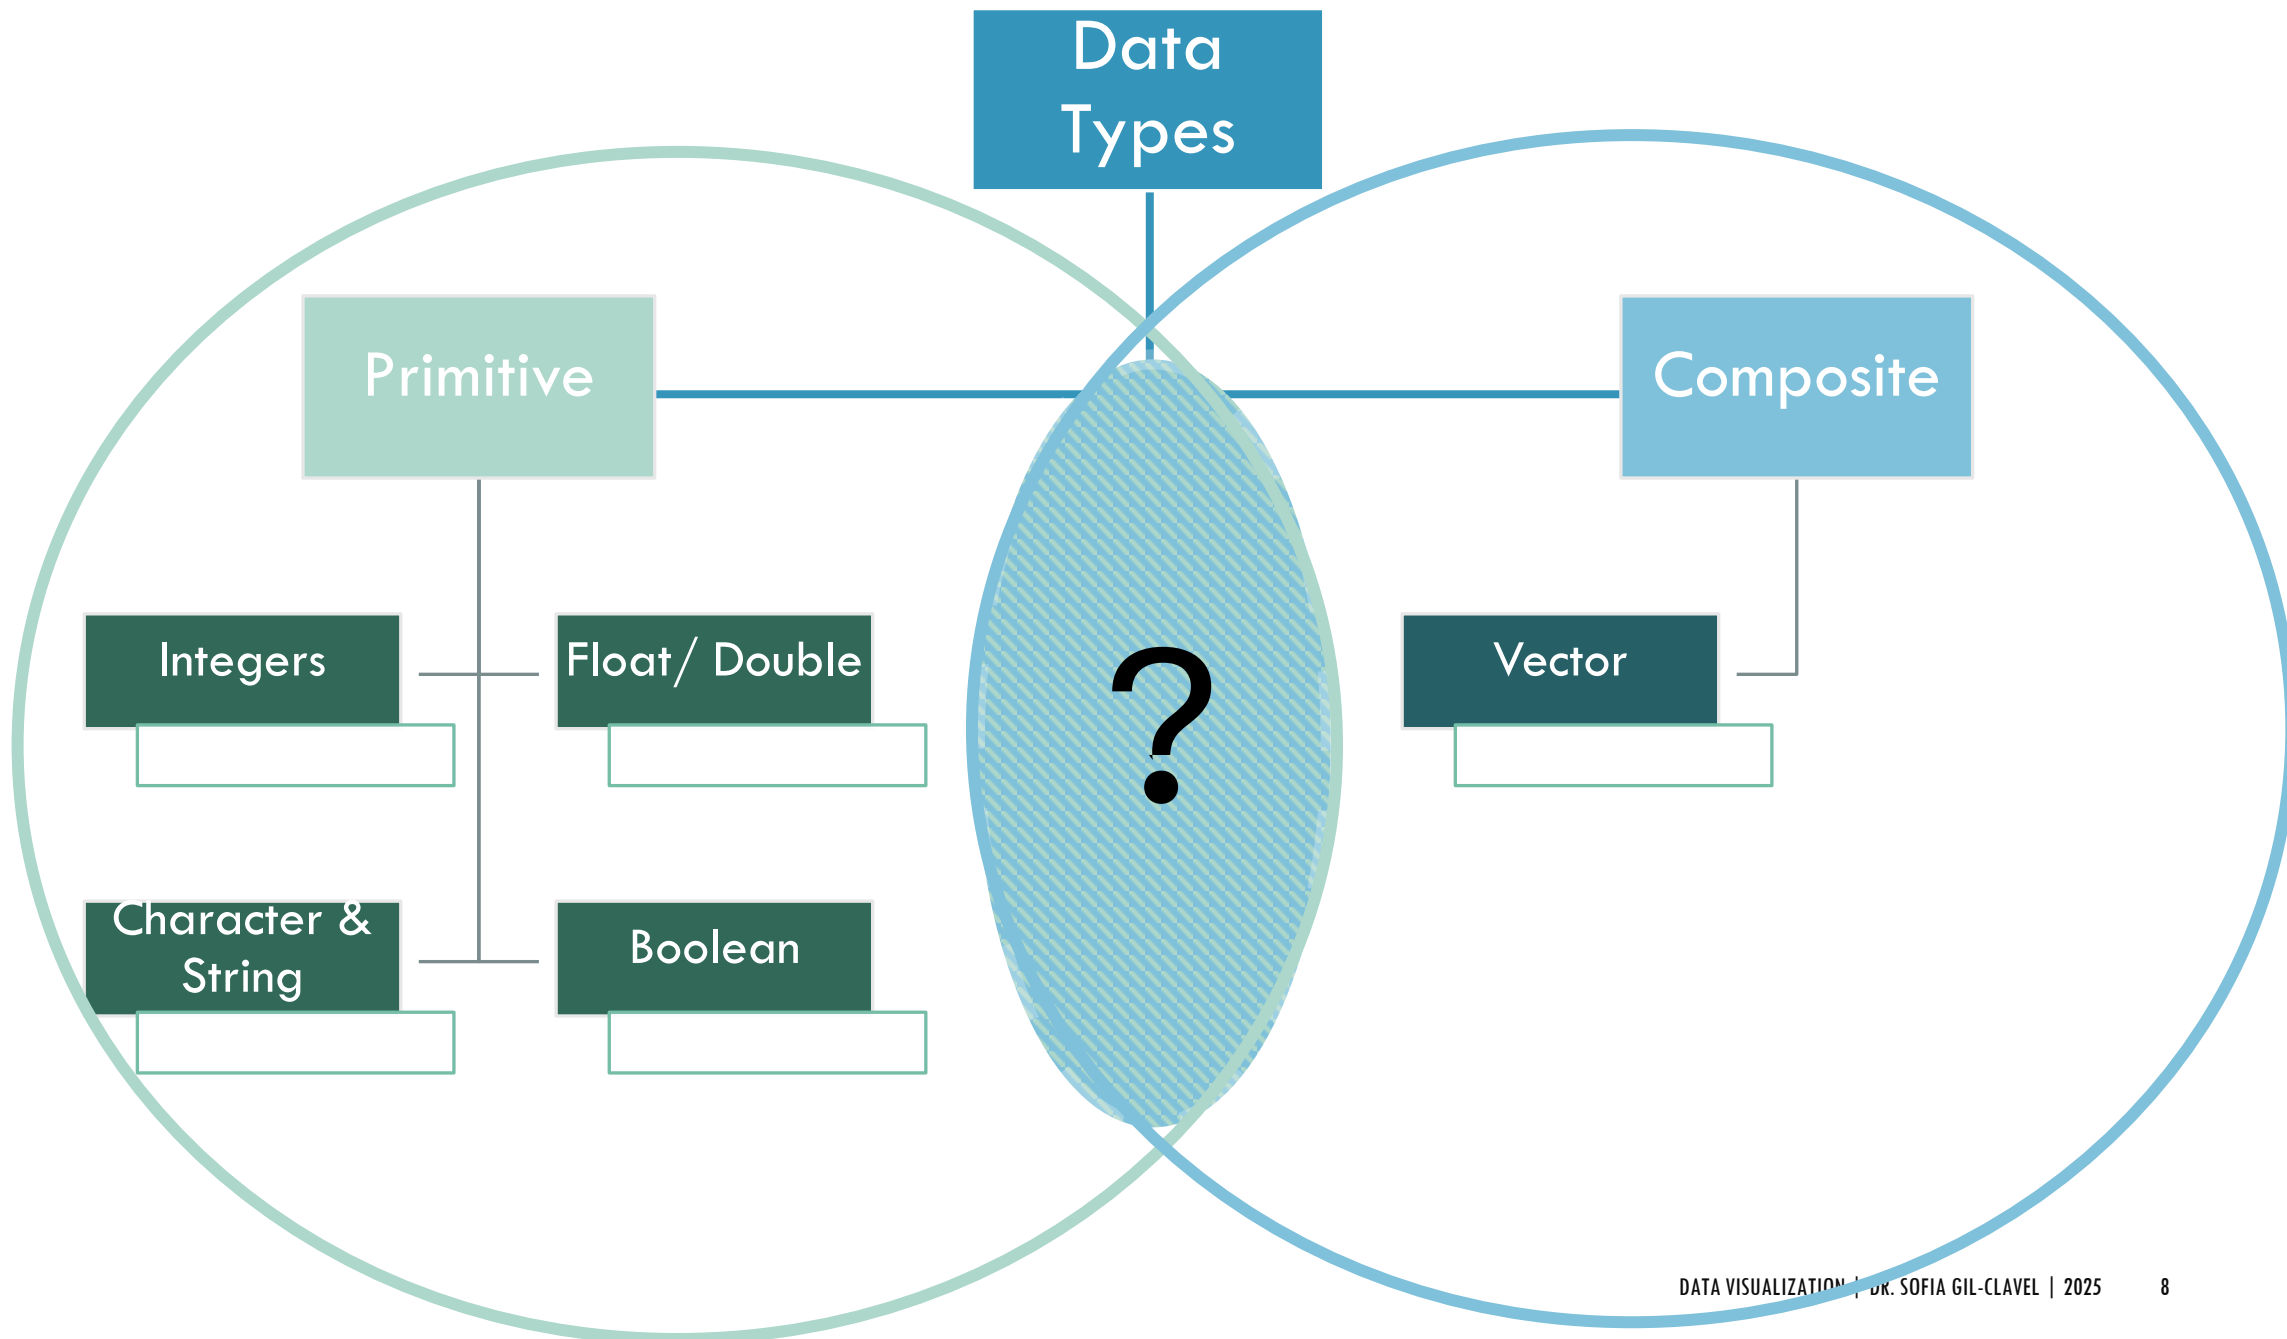 Data
Types
Primitive
Composite
Integers
Float/ Double
?
Vector
Character &
String
Boolean
DATA VISUALIZATION | DR. SOFIA GIL-CLAVEL | 2025 8